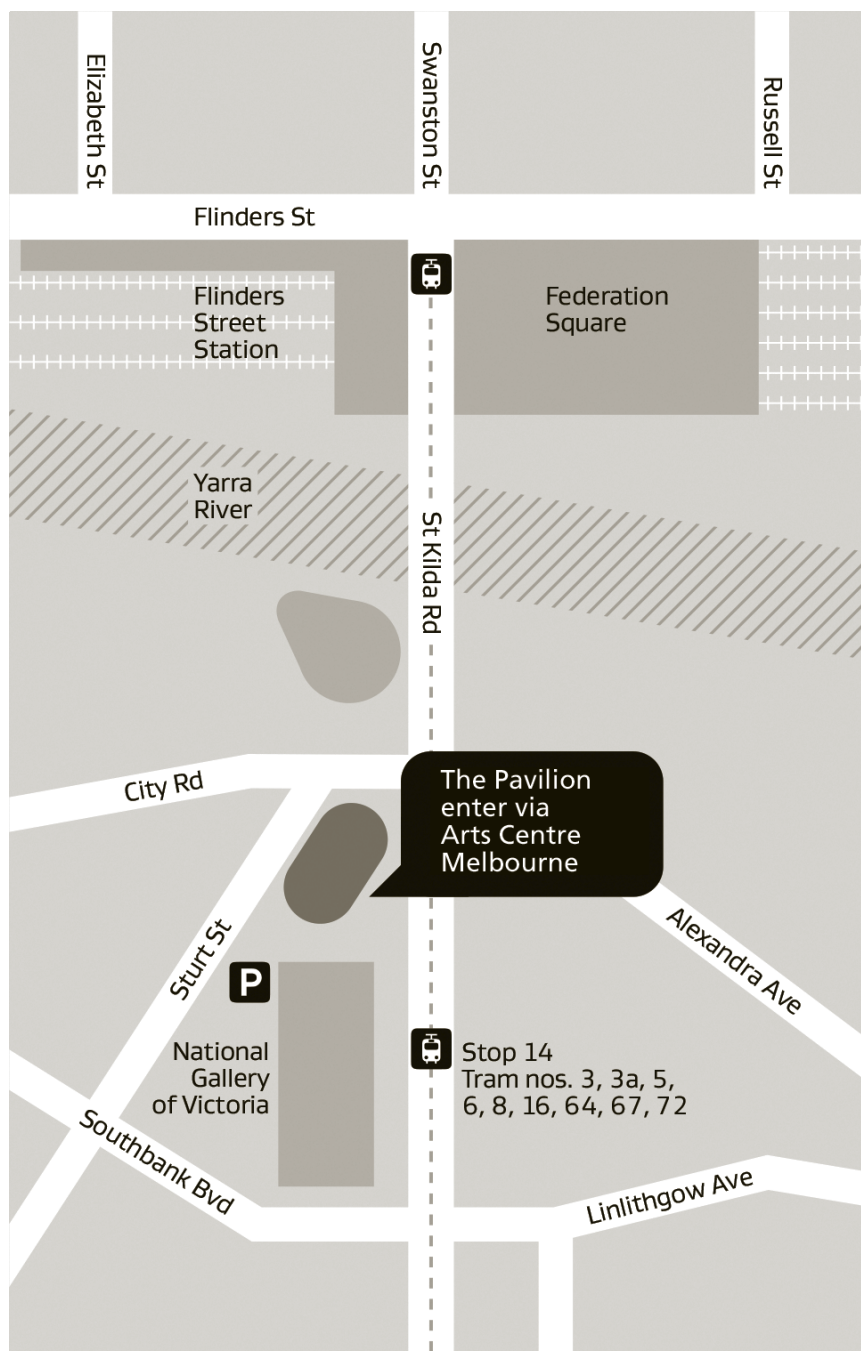 Elizabeth St
Swanston St
Russell St
Flinders St
Flinders
Street
Station
Federation
Square
Yarra
River
St Kilda Rd
City Rd
The Pavilion
enter via
Arts Centre
Melbourne
Alexandra Ave
Sturt St
P
National
Gallery
of Victoria
Stop 14
Tram nos. 3, 3a, 5,
6, 8, 16, 64, 67, 72
Southbank Bvd
Linlithgow Ave